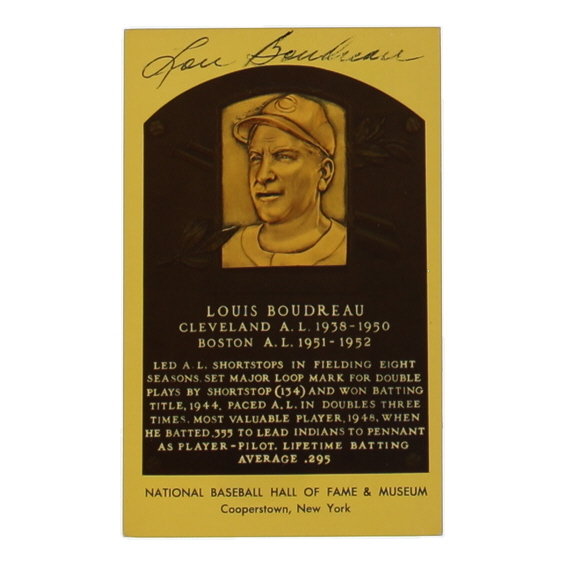 Lou Boudreau
C
LOUIS BOUDREAU
CLEVELAND A.L. 1938-1950
BOSTON A.L. 1951-1952
LED A.L. SHORTSTOPS IN FIELDING EIGHT
SEASONS. SET MAJOR LOOP MARK FOR DOUBLE
PLAYS BY SHORTSTOP (134) AND WON BATTING
TITLE, 1944. PACED A.L. IN DOUBLES THREE
TIMES. MOST VALUABLE PLAYER, 1948, WHEN
HE BATTED .355 TO LEAD INDIANS TO PENNANT
AS PLAYER-PILOT. LIFETIME BATTING
AVERAGE .295
NATIONAL BASEBALL HALL OF FAME & MUSEUM
Cooperstown, New York